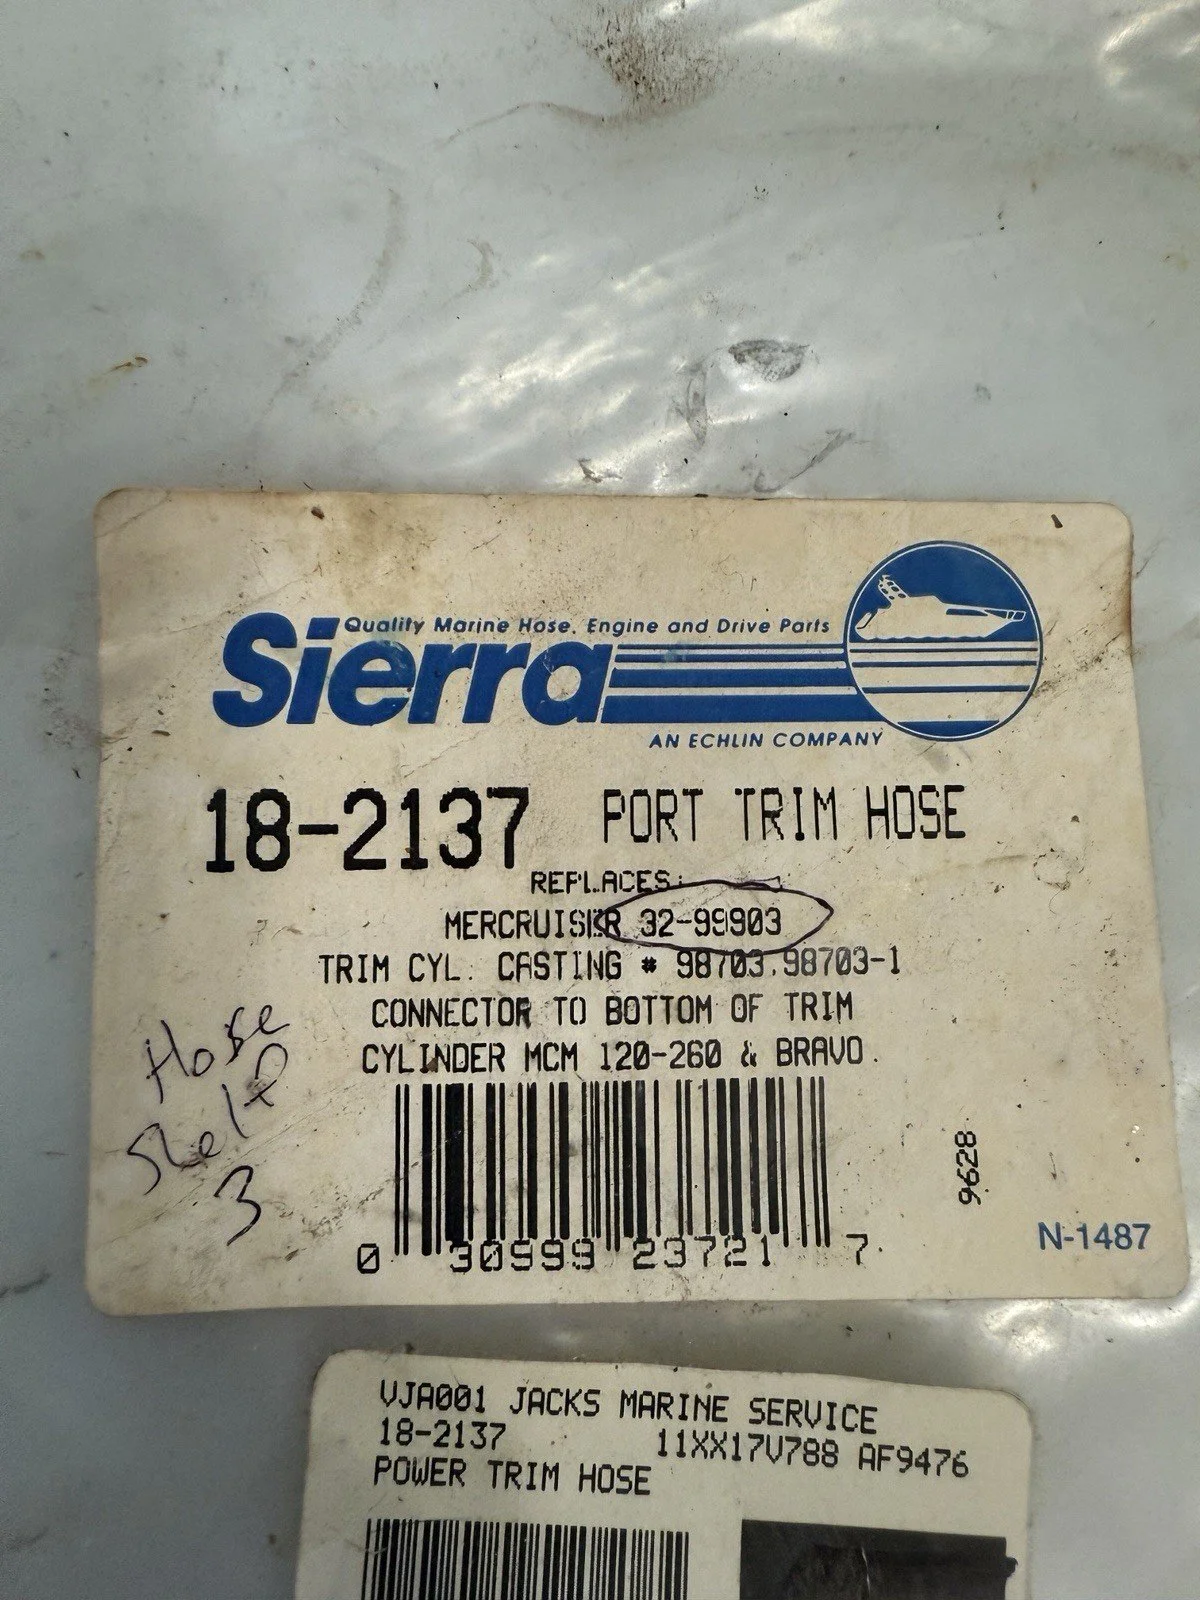 Quality Marine Hose, Engine and Drive Parts
Sierra
AN ECHLIN COMPANY
18-2137 PORT TRIM HOSE
REPLACES:
MERCRUISER 32-99903
TRIM CYL. CASTING # 98703,98703-1
CONNECTOR TO BOTTOM OF TRIM
CYLINDER MCM 120-260 & BRAVO.
Hose
3
0 30999 23721 7
9628
N-1487
VJA001 JACKS MARINE SERVICE
18-2137 11XX17V788 AF9476
POWER TRIM HOSE